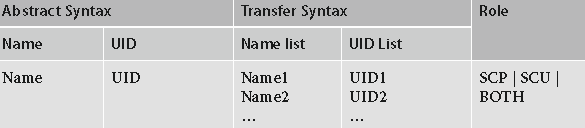 Abstract Syntax Transfer Syntax Role
Name UID Name list UID List
Name UID Name1 UID1 SCP | SCU |
Name2 UID2 BOTH
… …